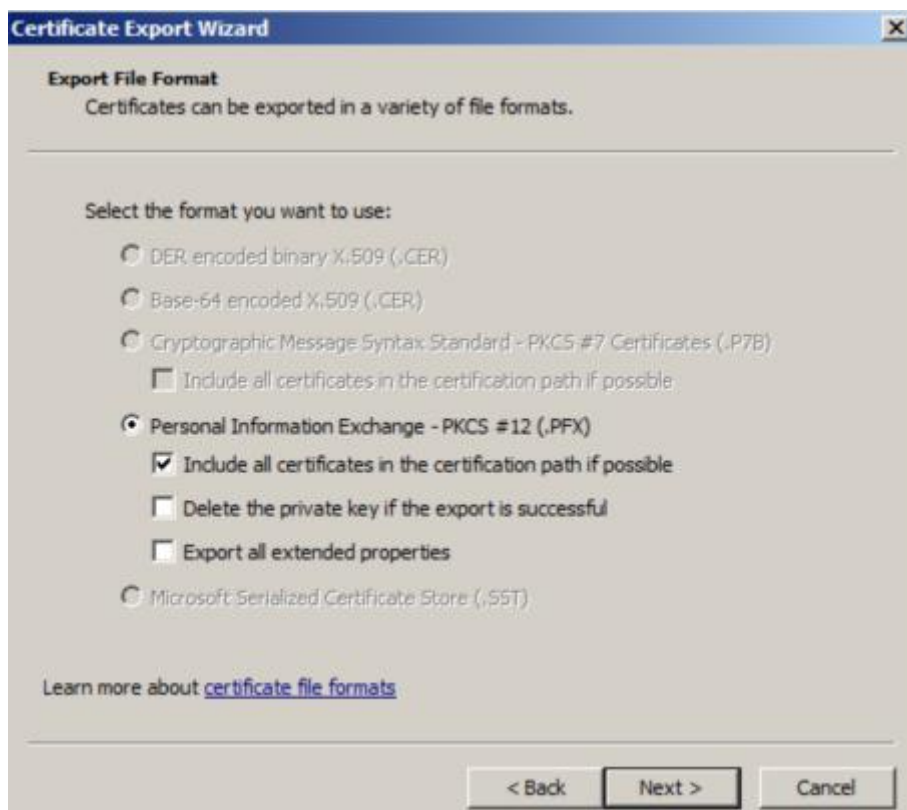 Certificate Export Wizard
Export File Format
Certificates can be exported in a variety of file formats.
Select the format you want to use:
DER encoded binary X.509 (.CER)
Base-64 encoded X.509 (.CER)
Cryptographic Message Syntax Standard - PKCS #7 Certificates (.P7B)
Include all certificates in the certification path if possible
Personal Information Exchange - PKCS #12 (.PFX)
Include all certificates in the certification path if possible
Delete the private key if the export is successful
Export all extended properties
Microsoft Serialized Certificate Store (.SST)
Learn more about certificate file formats
< Back Next > Cancel